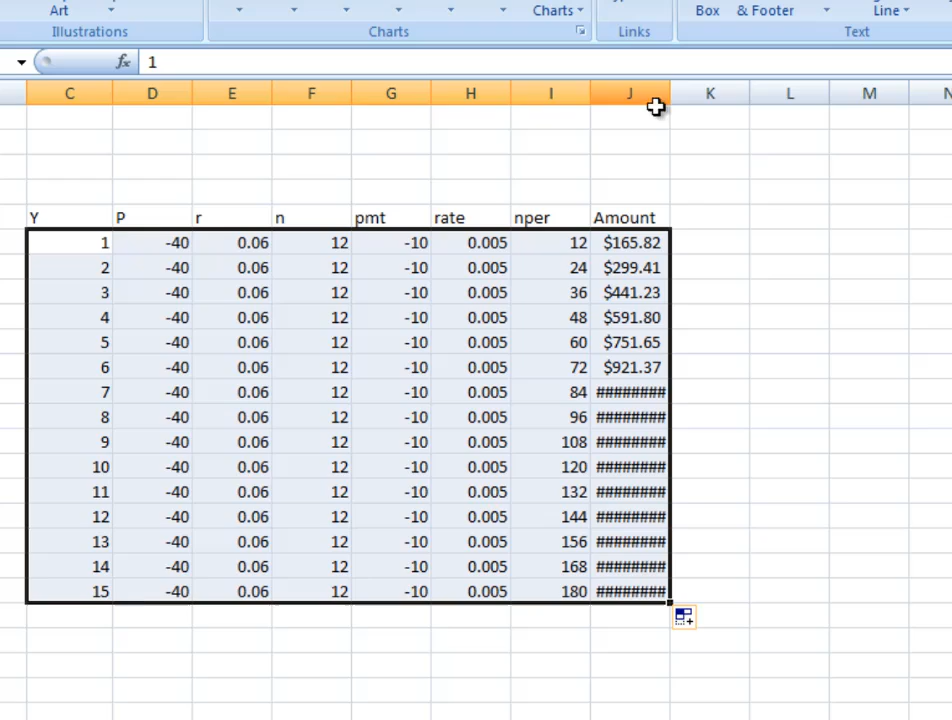 Art Charts Box & Footer Line
Illustrations Charts Links Text
fx 1
C D E F G H I J K L M N
Y P r n pmt rate nper Amount
1 -40 0.06 12 -10 0.005 12 $165.82
2 -40 0.06 12 -10 0.005 24 $299.41
3 -40 0.06 12 -10 0.005 36 $441.23
4 -40 0.06 12 -10 0.005 48 $591.80
5 -40 0.06 12 -10 0.005 60 $751.65
6 -40 0.06 12 -10 0.005 72 $921.37
7 -40 0.06 12 -10 0.005 84 ########
8 -40 0.06 12 -10 0.005 96 ########
9 -40 0.06 12 -10 0.005 108 ########
10 -40 0.06 12 -10 0.005 120 ########
11 -40 0.06 12 -10 0.005 132 ########
12 -40 0.06 12 -10 0.005 144 ########
13 -40 0.06 12 -10 0.005 156 ########
14 -40 0.06 12 -10 0.005 168 ########
15 -40 0.06 12 -10 0.005 180 ########